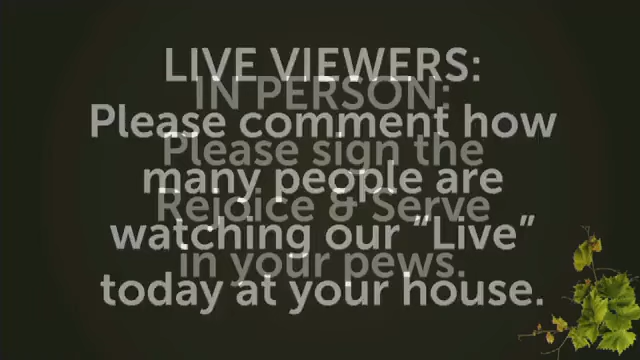 LIVE VIEWERS:
IN PERSON:
Please comment how
Please sign the
many people are
Rejoice & Serve
watching our “Live”
in your pews.
today at your house.